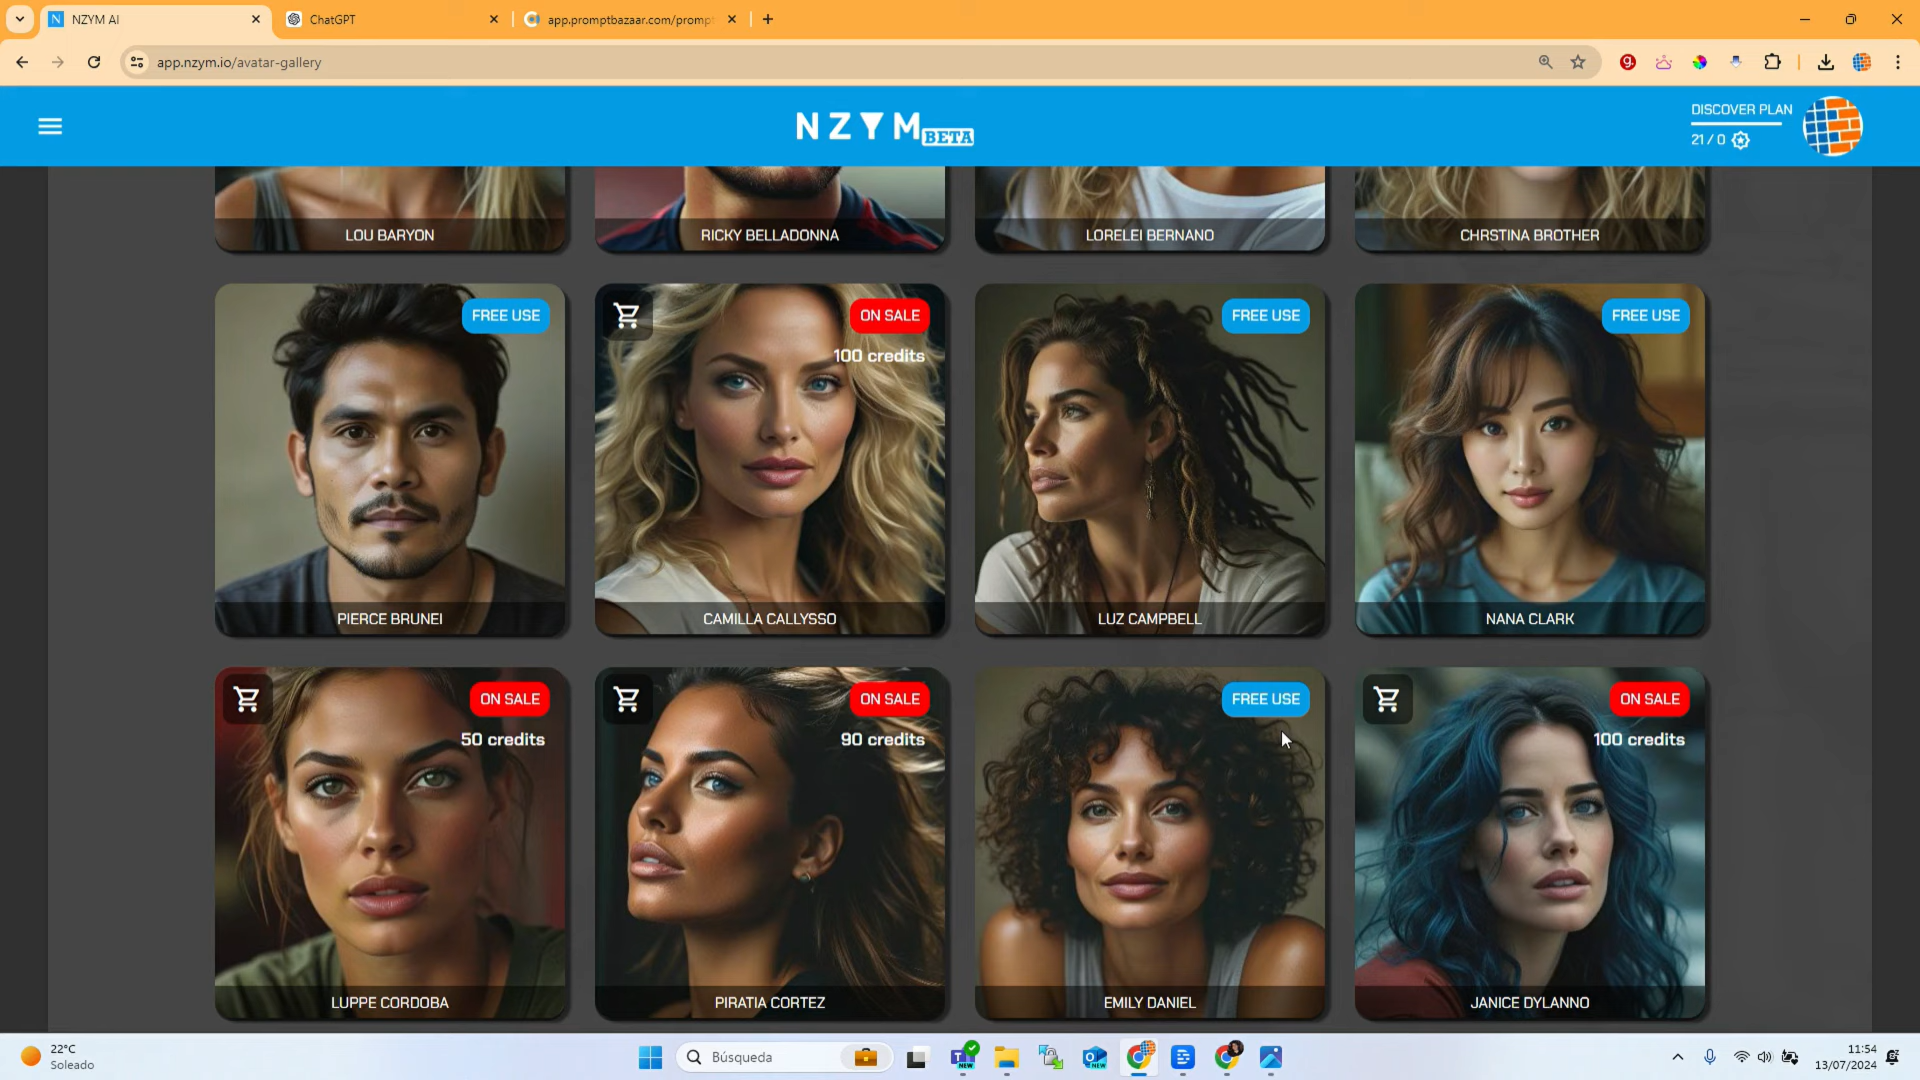 NZYM AI
ChatGPT
app.promptbazaar.com/promp
app.nzym.io/avatar-gallery
NZYM BETA
DISCOVER PLAN
21 / 0
LOU BARYON
RICKY BELLADONNA
LORELEI BERNANO
CHRSTINA BROTHER
FREE USE
ON SALE
100 credits
FREE USE
FREE USE
PIERCE BRUNEI
CAMILLA CALLYSSO
LUZ CAMPBELL
NANA CLARK
ON SALE
50 credits
ON SALE
90 credits
FREE USE
ON SALE
100 credits
LUPPE CORDOBA
PIRATIA CORTEZ
EMILY DANIEL
JANICE DYLANNO
22°C
Soleado
Búsqueda
11:54
13/07/2024